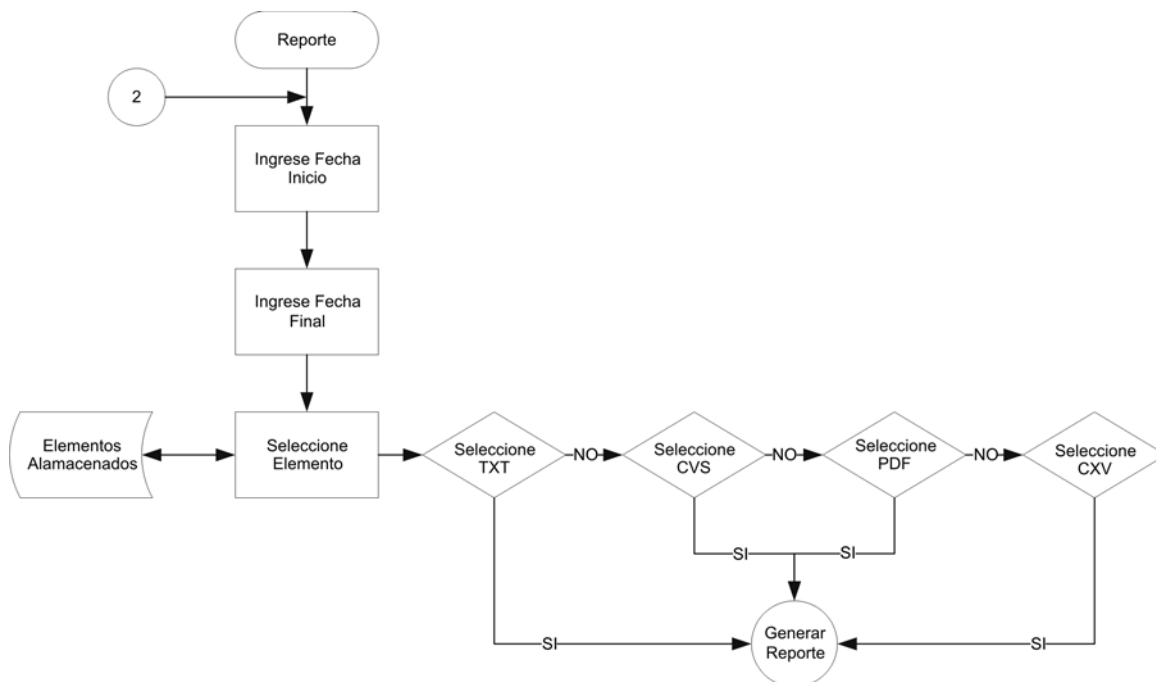 Reporte
2
Ingrese Fecha
Inicio
Ingrese Fecha
Final
Elementos
Alamacenados
Seleccione
Elemento
Seleccione
TXT
NO
Seleccione
CVS
NO
Seleccione
PDF
NO
Seleccione
CXV
SI
SI
Generar
Reporte
SI
SI